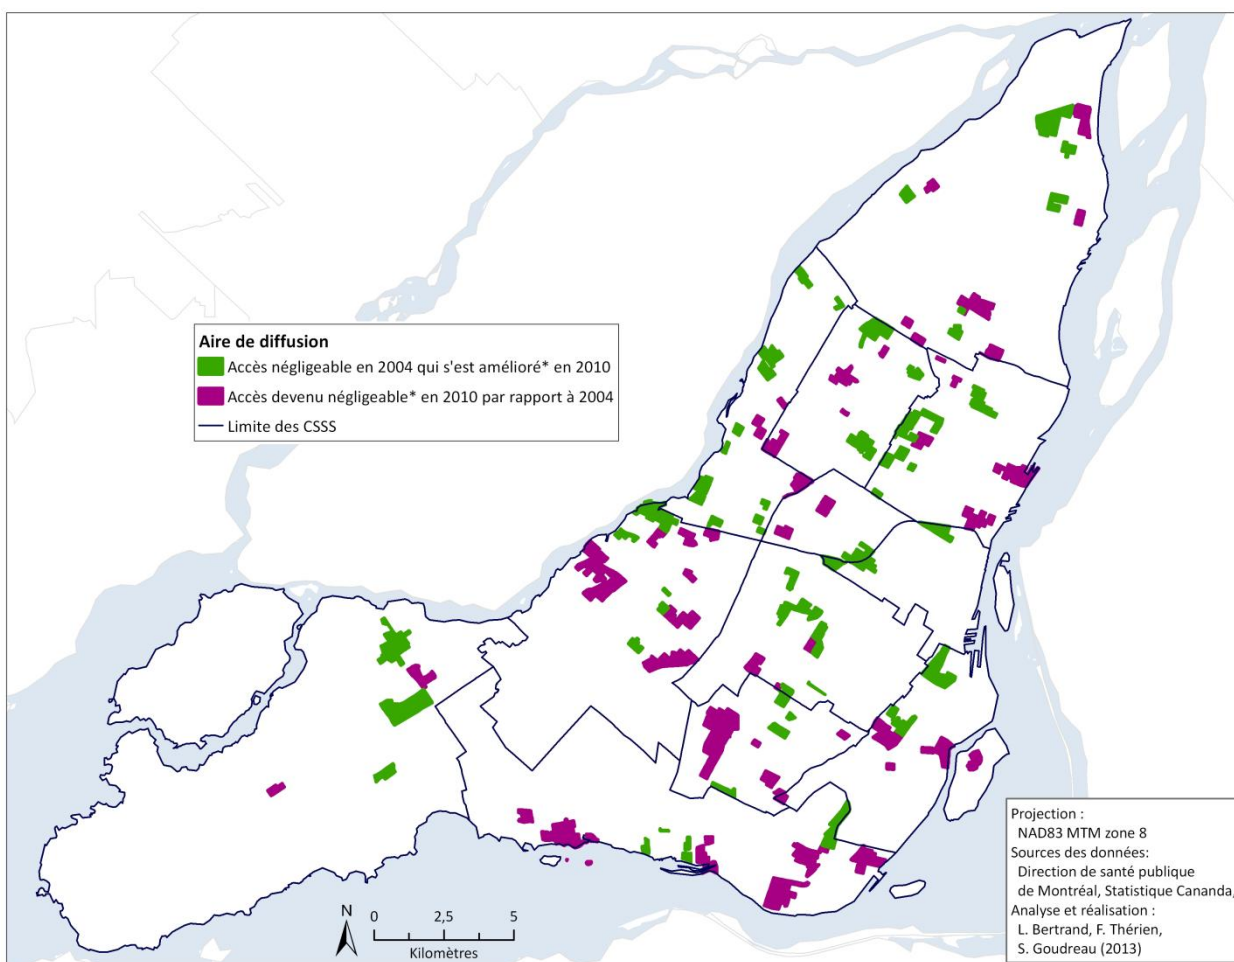 Aire de diffusion
Accès négligeable en 2004 qui s'est amélioré* en 2010
Accès devenu négligeable* en 2010 par rapport à 2004
Limite des CSSS
N
0 2,5 5
Kilomètres
Projection :
NAD83 MTM zone 8
Sources des données:
Direction de santé publique
de Montréal, Statistique Cananda,
Analyse et réalisation :
L. Bertrand, F. Thérien,
S. Goudreau (2013)